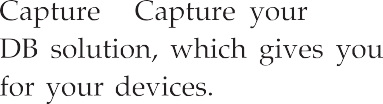 Capture Capture your
DB solution, which gives you
for your devices.